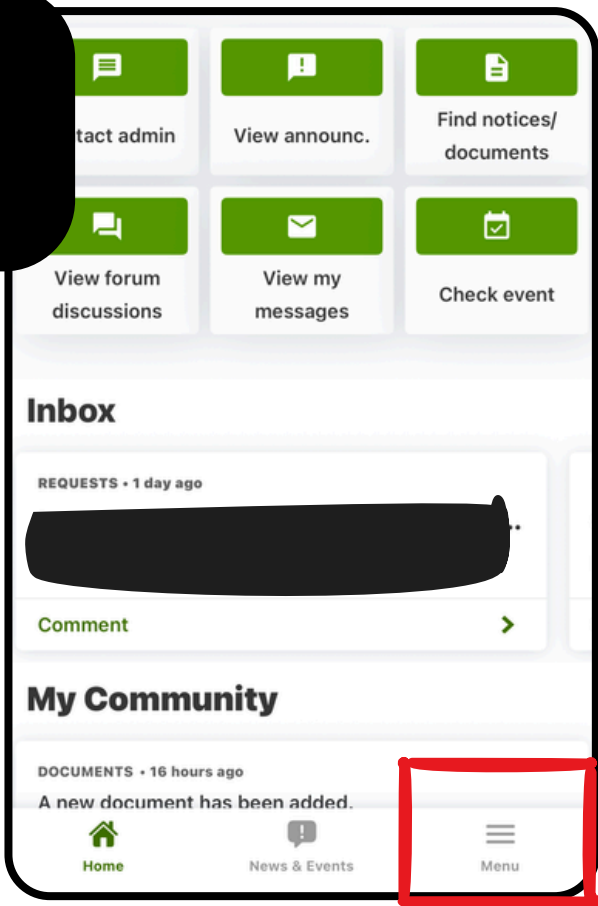 tact admin
View announc.
Find notices/
documents
View forum
discussions
View my
messages
Check event
Inbox
REQUESTS • 1 day ago
Comment
My Community
DOCUMENTS • 16 hours ago
A new document has been added.
Home
News & Events
Menu